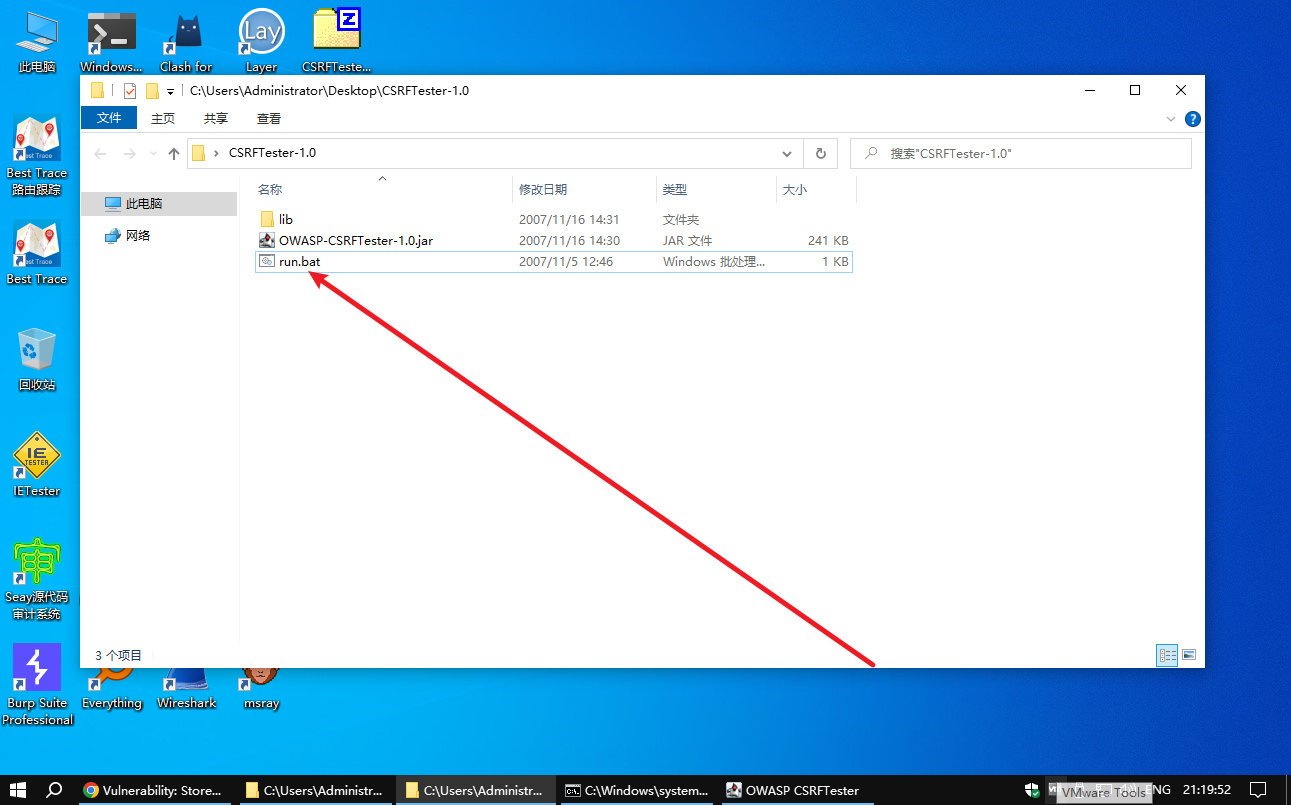 此电脑
Windows...
Clash for
Layer
Lay
CSRFTeste...
C:\Users\Administrator\Desktop\CSRFTester-1.0
文件
主页
共享
查看
CSRFTester-1.0
搜索"CSRFTester-1.0"
此电脑
网络
名称
修改日期
类型
大小
lib
2007/11/16 14:31
文件夹
OWASP-CSRFTester-1.0.jar
2007/11/16 14:30
JAR 文件
241 KB
run.bat
2007/11/5 12:46
Windows 批处理...
1 KB
3 个项目
Best Trace
路由跟踪
Best Trace
回收站
IE
TESTER
IETester
审
Seay源代码
审计系统
Burp Suite
Professional
Everything
Wireshark
msray
Vulnerability: Store...
C:\Users\Administr...
C:\Users\Administr...
C:\Windows\system...
OWASP CSRFTester
VMware Tools
ENG
21:19:52